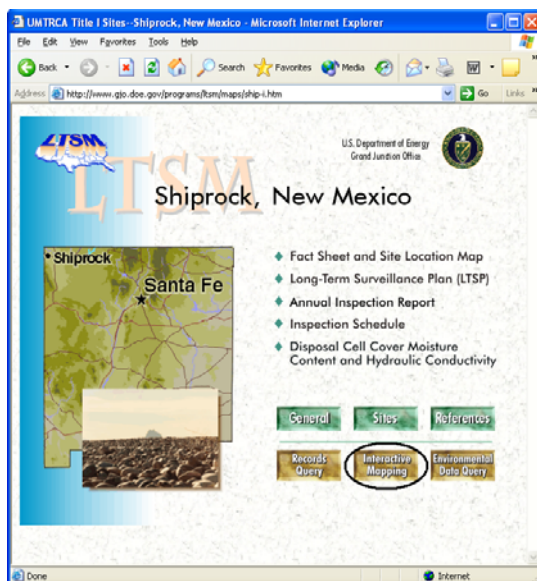 UMTRCA Title I Sites--Shiprock, New Mexico - Microsoft Internet Explorer
File Edit View Favorites Tools Help
Back Search Favorites Media
Address http://www.gjo.doe.gov/programs/ltsm/maps/ship-i.htm Go Links
LTSM
LTSM
U.S. Department of Energy
Grand Junction Office
Shiprock, New Mexico
Shiprock
Santa Fe
Fact Sheet and Site Location Map
Long-Term Surveillance Plan (LTSP)
Annual Inspection Report
Inspection Schedule
Disposal Cell Cover Moisture
Content and Hydraulic Conductivity
General Sites References
Records Query
Interactive Mapping
Environmental Data Query
Done Internet